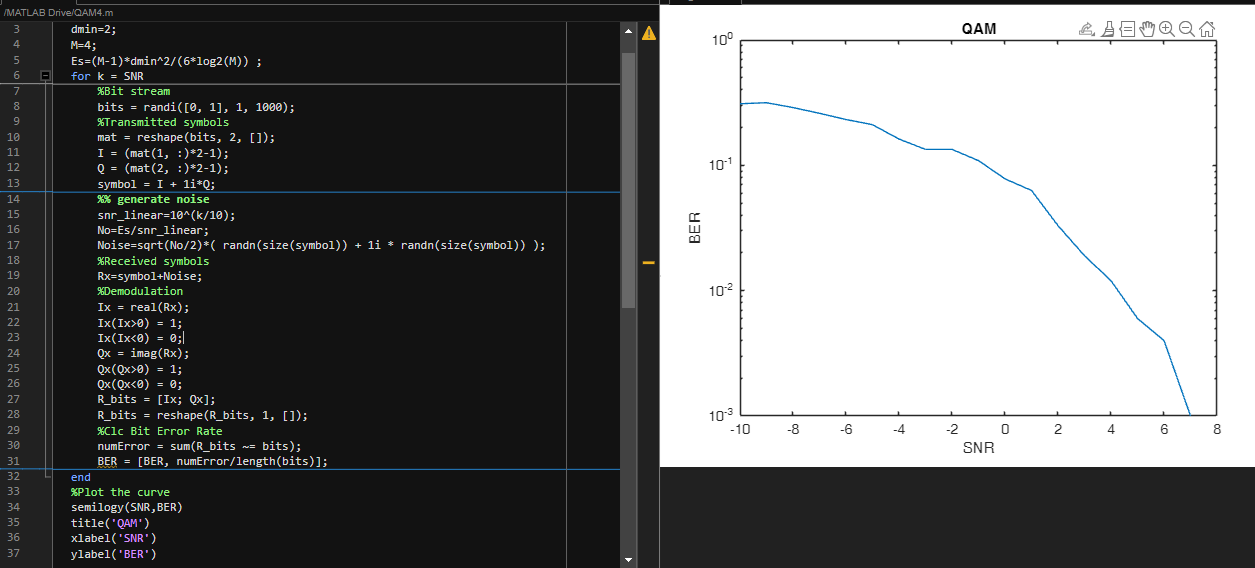 /MATLAB Drive/QAM4.m
3 dmin=2;
4 M=4;
5 Es=(M-1)*dmin^2/(6*log2(M)) ;
6 for k = SNR
7 %Bit stream
8 bits = randi([0, 1], 1, 1000);
9 %Transmitted symbols
10 mat = reshape(bits, 2, []);
11 I = (mat(1, :)*2-1);
12 Q = (mat(2, :)*2-1);
13 symbol = I + 1i*Q;
14 %% generate noise
15 snr_linear=10^(k/10);
16 No=Es/snr_linear;
17 Noise=sqrt(No/2)*( randn(size(symbol)) + 1i * randn(size(symbol)) );
18 %Received symbols
19 Rx=symbol+Noise;
20 %Demodulation
21 Ix = real(Rx);
22 Ix(Ix>0) = 1;
23 Ix(Ix<0) = 0;
24 Qx = imag(Rx);
25 Qx(Qx>0) = 1;
26 Qx(Qx<0) = 0;
27 R_bits = [Ix; Qx];
28 R_bits = reshape(R_bits, 1, []);
29 %Clc Bit Error Rate
30 numError = sum(R_bits ~= bits);
31 BER = [BER, numError/length(bits)];
32 end
33 %Plot the curve
34 semilogy(SNR,BER)
35 title('QAM')
36 xlabel('SNR')
37 ylabel('BER')
QAM
10^0
10^-1
10^-2
10^-3
BER
-10 -8 -6 -4 -2 0 2 4 6 8
SNR